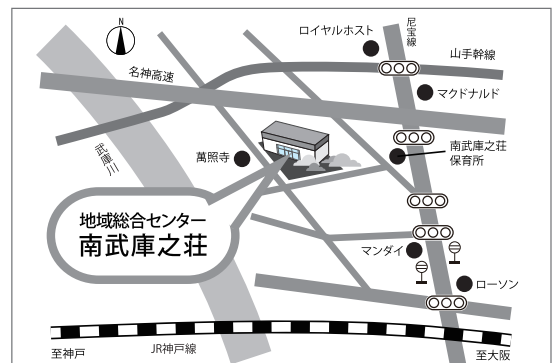 N
ロイヤルホスト
尼宝線
山手幹線
名神高速
マクドナルド
武庫川
萬照寺
南武庫之荘
保育所
地域総合センター
南武庫之荘
マンダイ
ローソン
至神戸
JR神戸線
至大阪